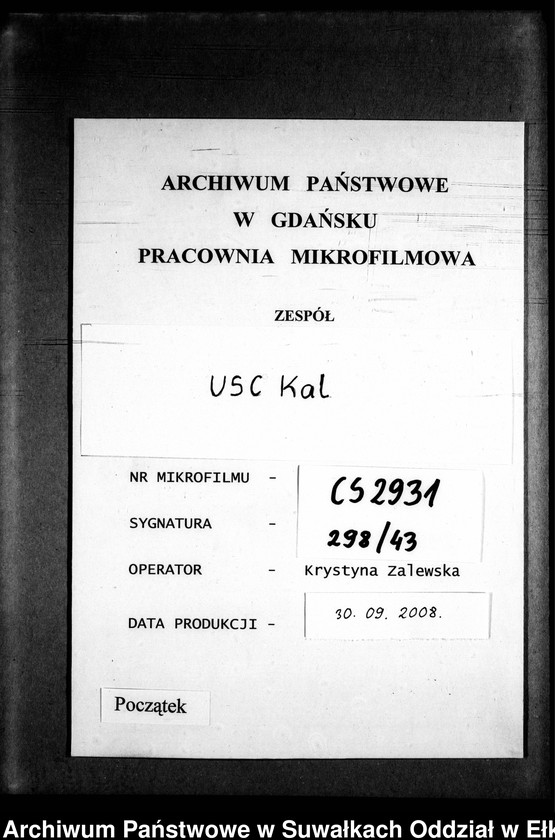 ARCHIWUM PAŃSTWOWE
W GDAŃSKU
PRACOWNIA MIKROFILMOWA
ZESPÓŁ
USC Kal
NR MIKROFILMU - CS2931
SYGNATURA - 298/43
OPERATOR - Krystyna Zalewska
DATA PRODUKCJI - 30. 09. 2008.
Początek
Archiwum Państwowe w Suwałkach Oddział w Ełk